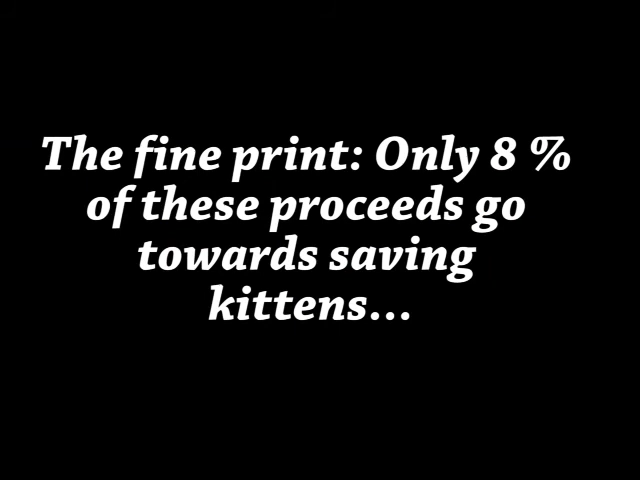 The fine print: Only 8 %
of these proceeds go
towards saving
kittens...